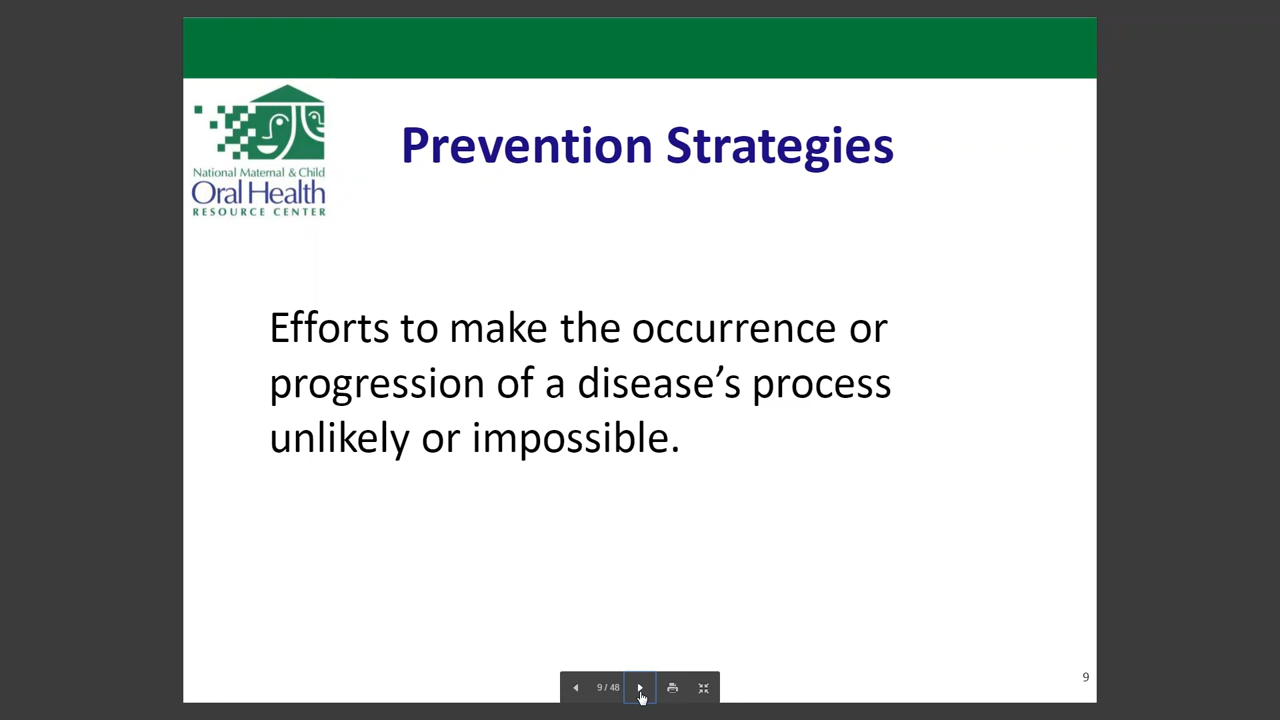 National Maternal & Child
Oral Health
RESOURCE CENTER
Prevention Strategies
Efforts to make the occurrence or
progression of a disease’s process
unlikely or impossible.
9
9 / 48